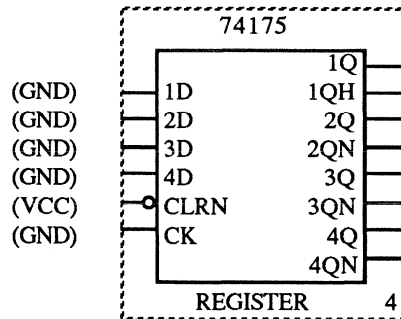 74175
1Q
(GND) 1D 1QH
(GND) 2D 2Q
(GND) 3D 2QN
(GND) 4D 3Q
(VCC) CLRN 3QN
(GND) CK 4Q
4QN
REGISTER 4